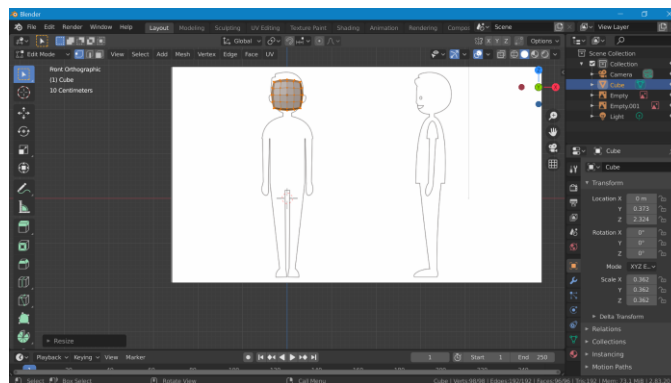 Blender
File Edit Render Window Help Layout Modeling Sculpting UV Editing Texture Paint Shading Animation Rendering Compos Scene View Layer
Global X Y Z Options
Edit Mode View Select Add Mesh Vertex Edge Face UV
Front Orthographic
(1) Cube
10 Centimeters
Scene Collection
Collection
Camera
Cube
Empty
Empty.001
Light
Cube
Cube
Transform
Location X 0 m
Y 0.373
Z 2.324
Rotation X 0°
Y 0°
Z 0°
Mode XYZ E...
Scale X 0.362
Y 0.362
Z 0.362
Delta Transform
Relations
Collections
Instancing
Motion Paths
Resize
Playback Keying View Marker 1 Start 1 End 250
Select Box Select Rotate View Call Menu